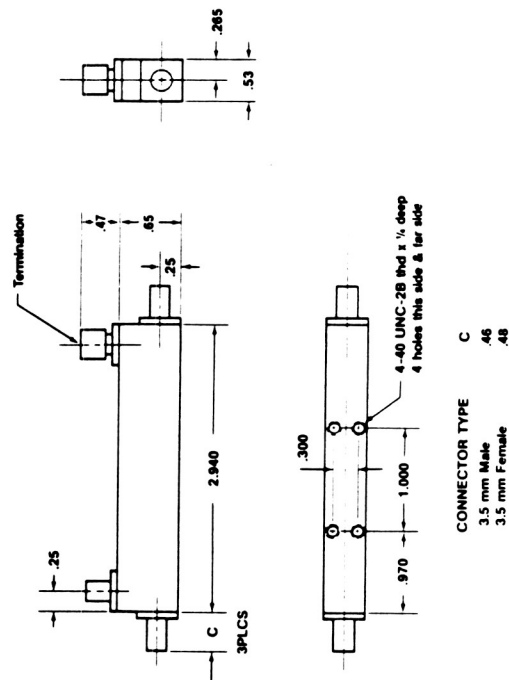 Termination
.47
.65
.25
.25
2.940
C
3PLCS
.265
.53
.300
1.000
.970
4-40 UNC-2B thd x ¼ deep
4 holes this side & far side
CONNECTOR TYPE C
3.5 mm Male .46
3.5 mm Female .48